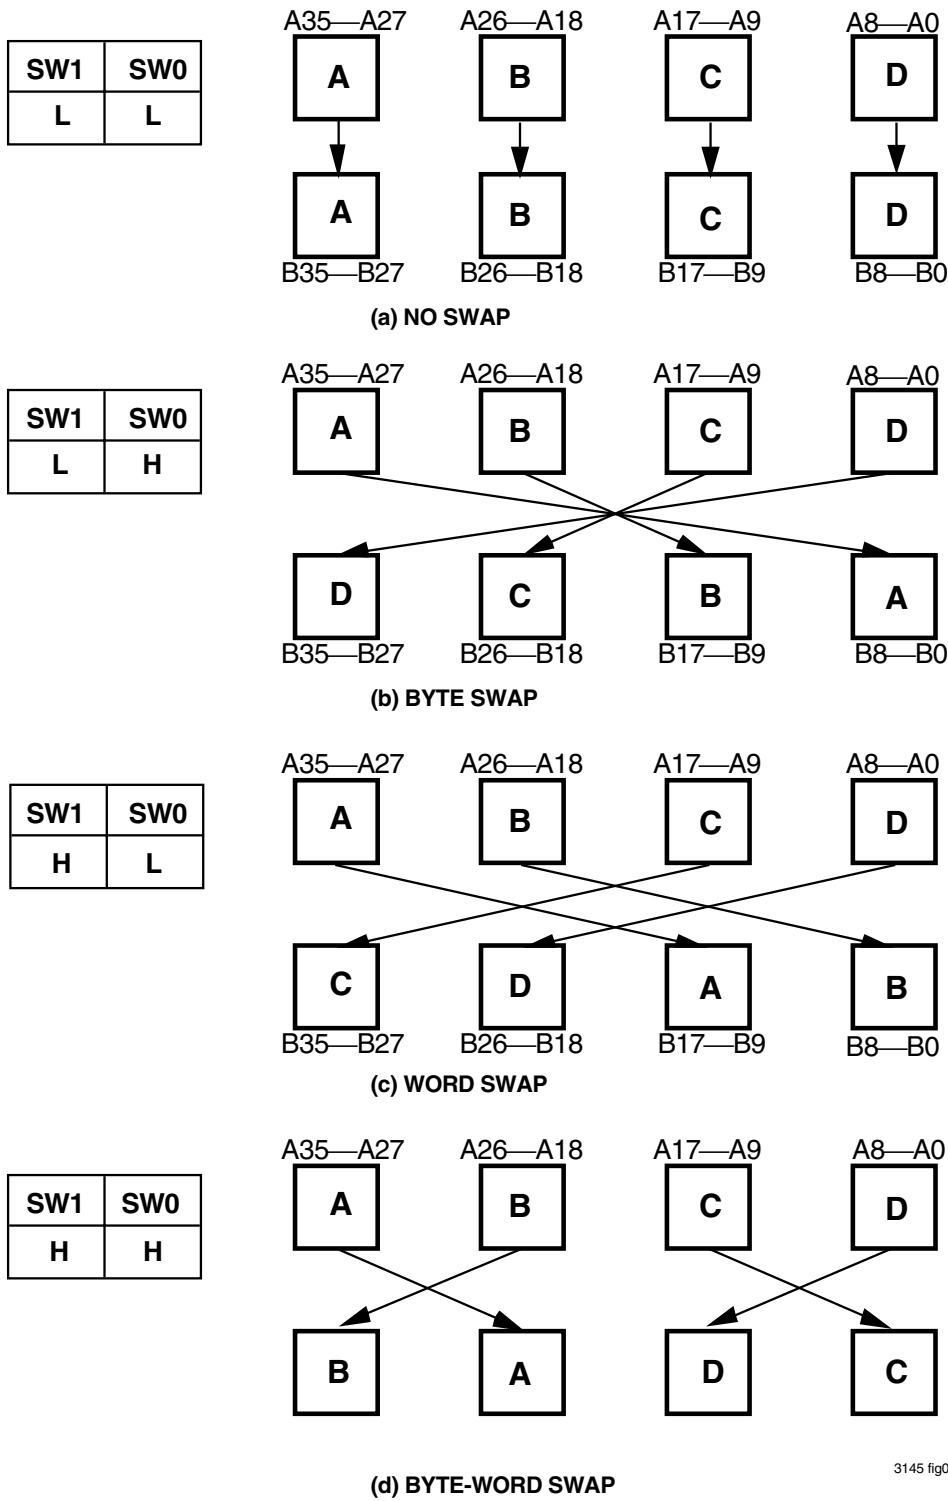 A35—A27 A26—A18 A17—A9 A8—A0
SW1 SW0
L L
A B C D
A B C D
B35—B27 B26—B18 B17—B9 B8—B0
(a) NO SWAP
A35—A27 A26—A18 A17—A9 A8—A0
SW1 SW0
L H
A B C D
D C B A
B35—B27 B26—B18 B17—B9 B8—B0
(b) BYTE SWAP
A35—A27 A26—A18 A17—A9 A8—A0
SW1 SW0
H L
A B C D
C D A B
B35—B27 B26—B18 B17—B9 B8—B0
(c) WORD SWAP
A35—A27 A26—A18 A17—A9 A8—A0
SW1 SW0
H H
A B C D
B A D C
3145 fig0
(d) BYTE-WORD SWAP